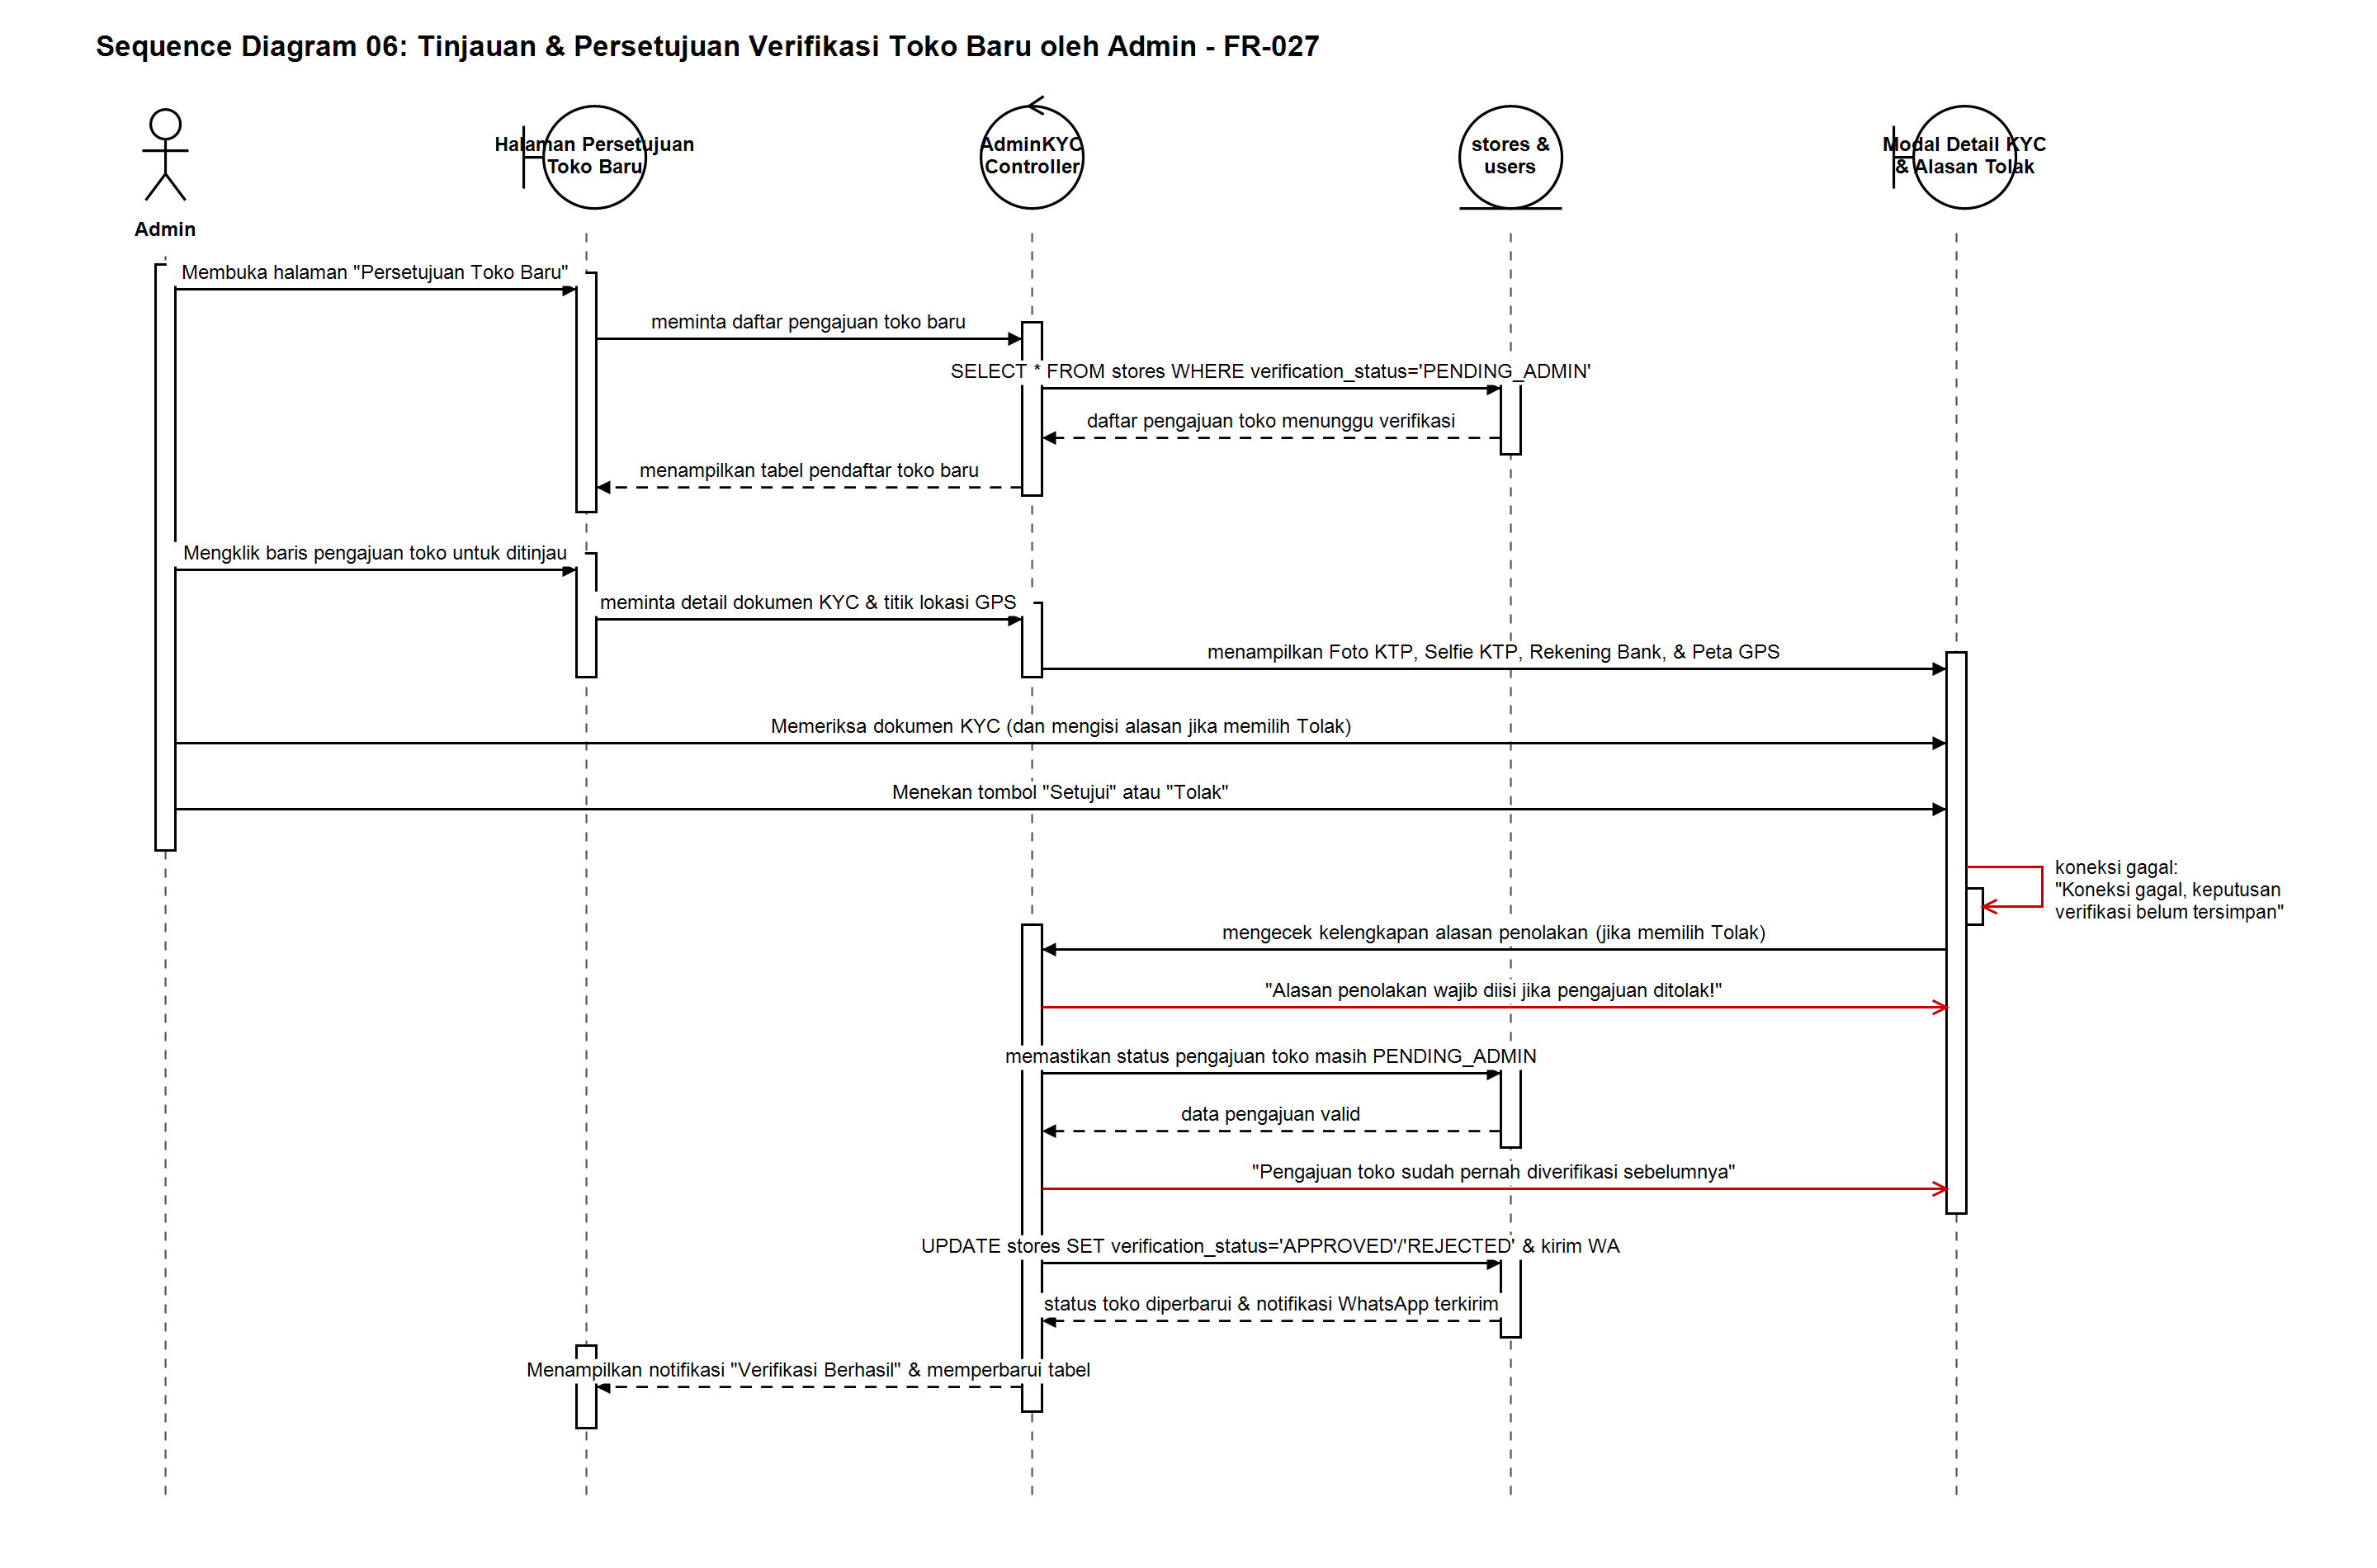 Sequence Diagram 06: Tinjauan & Persetujuan Verifikasi Toko Baru oleh Admin - FR-027
Halaman Persetujuan
Toko Baru
AdminKYC
Controller
stores &
users
Modal Detail KYC
& Alasan Tolak
Admin
Membuka halaman "Persetujuan Toko Baru"
meminta daftar pengajuan toko baru
SELECT * FROM stores WHERE verification_status='PENDING_ADMIN'
daftar pengajuan toko menunggu verifikasi
menampilkan tabel pendaftar toko baru
Mengklik baris pengajuan toko untuk ditinjau
meminta detail dokumen KYC & titik lokasi GPS
menampilkan Foto KTP, Selfie KTP, Rekening Bank, & Peta GPS
Memeriksa dokumen KYC (dan mengisi alasan jika memilih Tolak)
Menekan tombol "Setujui" atau "Tolak"
koneksi gagal:
"Koneksi gagal, keputusan
verifikasi belum tersimpan"
mengecek kelengkapan alasan penolakan (jika memilih Tolak)
"Alasan penolakan wajib diisi jika pengajuan ditolak!"
memastikan status pengajuan toko masih PENDING_ADMIN
data pengajuan valid
"Pengajuan toko sudah pernah diverifikasi sebelumnya"
UPDATE stores SET verification_status='APPROVED'/'REJECTED' & kirim WA
status toko diperbarui & notifikasi WhatsApp terkirim
Menampilkan notifikasi "Verifikasi Berhasil" & memperbarui tabel